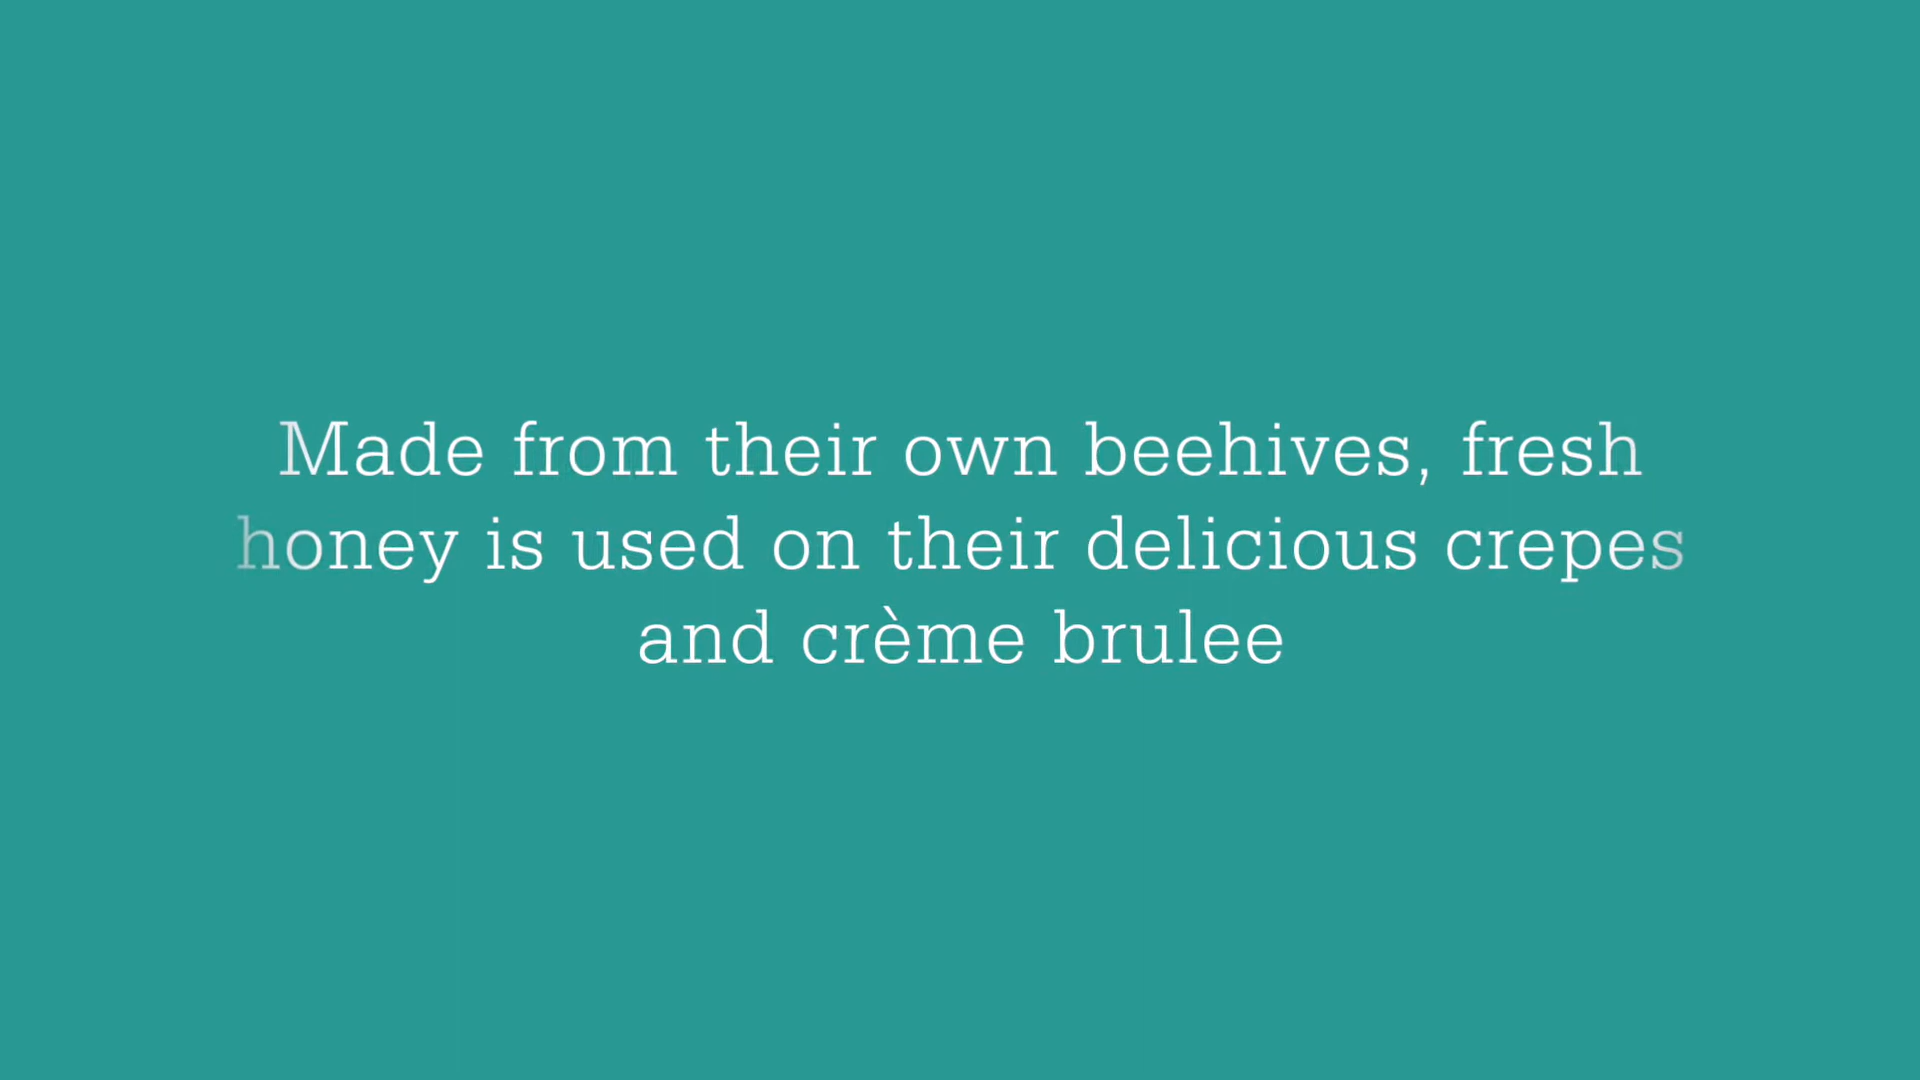 Made from their own beehives, fresh
honey is used on their delicious crepes
and crème brulee